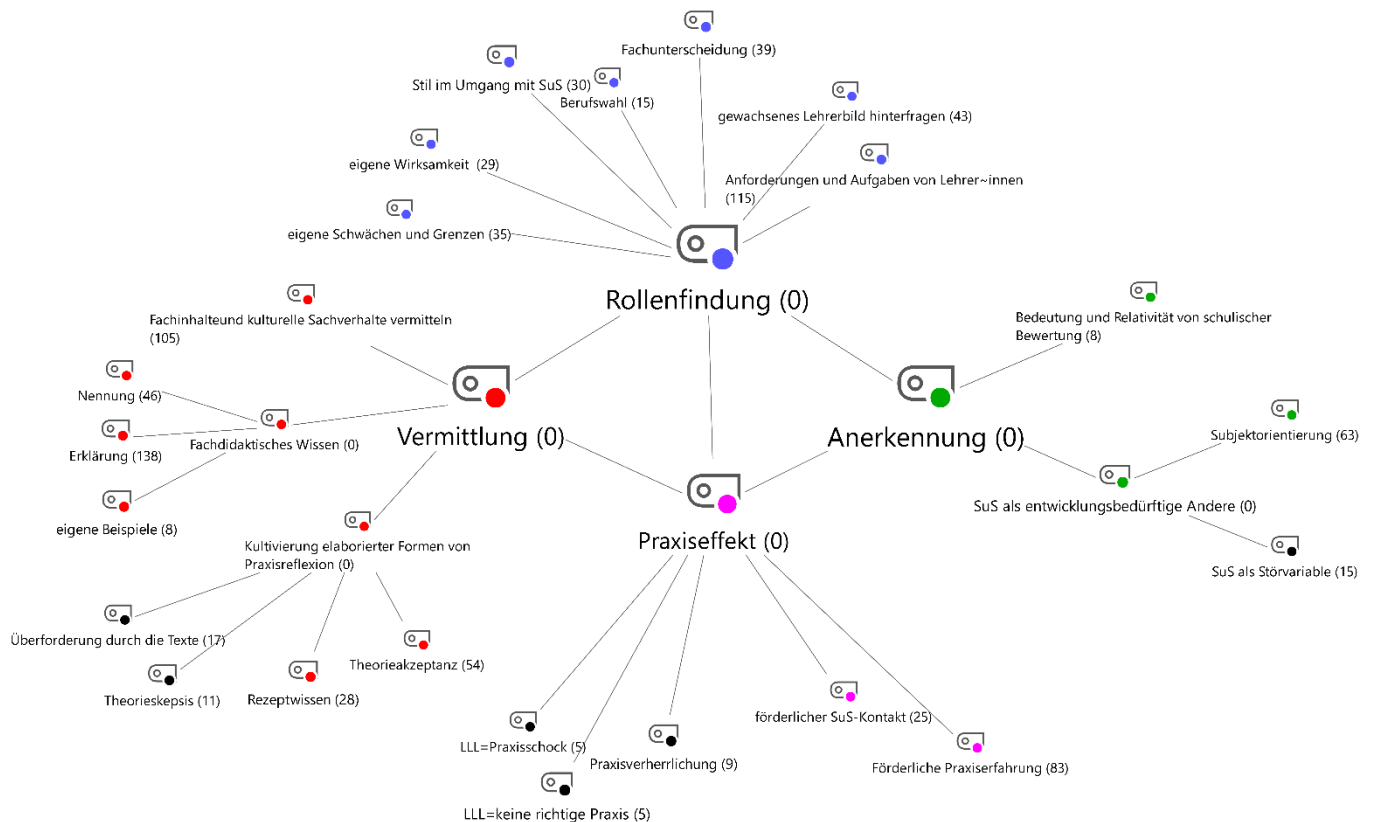 Fachunterscheidung (39)
Stil im Umgang mit SuS (30)
Berufswahl (15)
gewachsenes Lehrerbild hinterfragen (43)
eigene Wirksamkeit (29)
Anforderungen und Aufgaben von Lehrer~innen
(115)
eigene Schwächen und Grenzen (35)
Rollenfindung (0)
Fachinhalteund kulturelle Sachverhalte vermitteln
(105)
Bedeutung und Relativität von schulischer
Bewertung (8)
Nennung (46)
Vermittlung (0)
Anerkennung (0)
Fachdidaktisches Wissen (0)
Erklärung (138)
Subjektorientierung (63)
eigene Beispiele (8)
SuS als entwicklungsbedürftige Andere (0)
Kultivierung elaborierter Formen von
Praxisreflexion (0)
Praxiseffekt (0)
SuS als Störvariable (15)
Überforderung durch die Texte (17)
Theorieakzeptanz (54)
Theorieskepsis (11)
Rezeptwissen (28)
förderlicher SuS-Kontakt (25)
LLL=Praxisschock (5)
Praxisverherrlichung (9)
Förderliche Praxiserfahrung (83)
LLL=keine richtige Praxis (5)